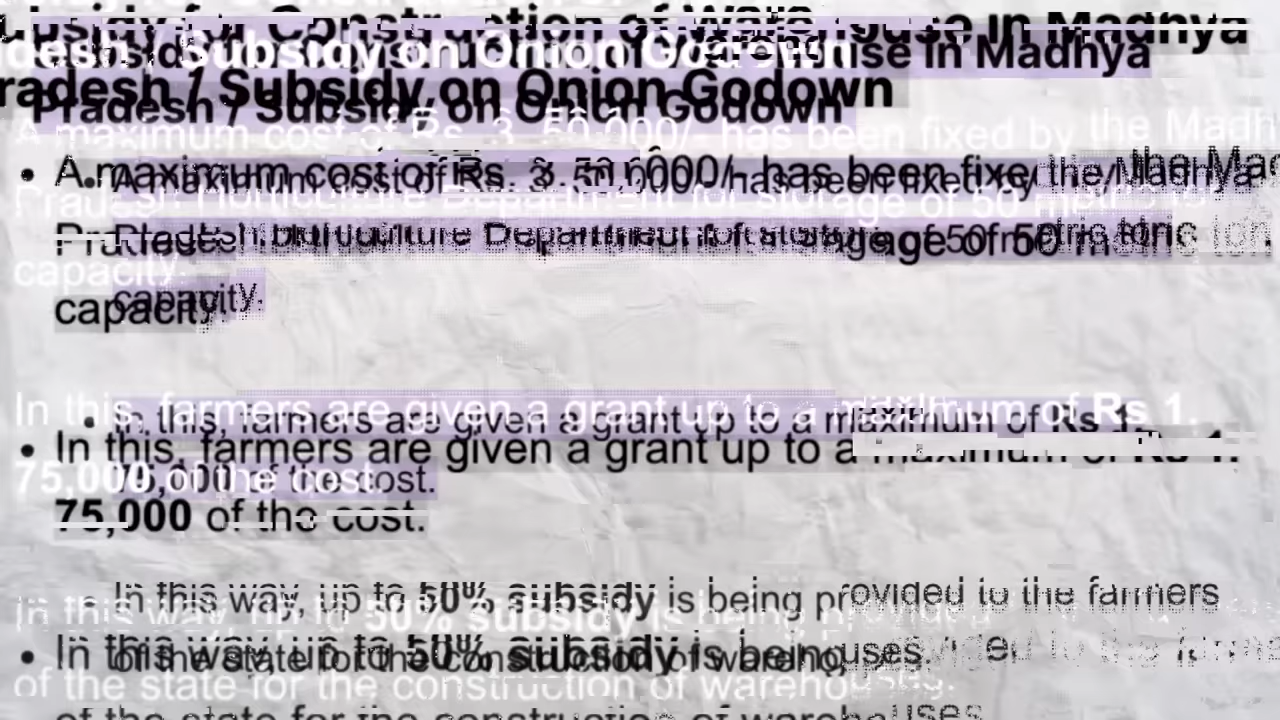 Subsidy for Construction of Warehouse in Madhya
Pradesh / Subsidy on Onion Godown
• A maximum cost of Rs. 3,50,000/- has been fixed by the Madhya
Pradesh Horticulture Department for storage of 50 metric tons
capacity.
• In this, farmers are given a grant up to a maximum of Rs 1,
75,000 of the cost.
• In this way, up to 50% subsidy is being provided to the farmers
of the state for the construction of warehouses.